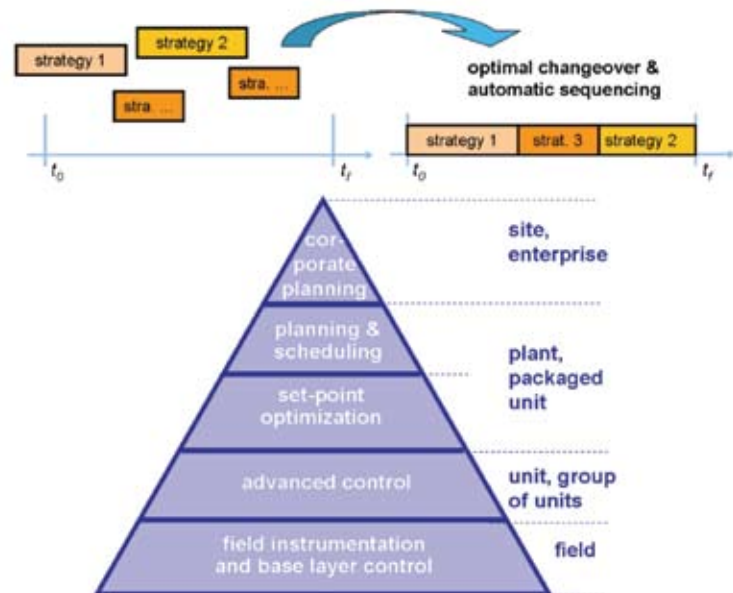 strategy 1
strategy 2
stra. ...
stra. ...
t0
tf
optimal changeover &
automatic sequencing
strategy 1
strat. 3
strategy 2
t0
tf
cor-
porate
planning
site,
enterprise
planning &
scheduling
set-point
optimization
plant,
packaged
unit
advanced control
unit, group
of units
field instrumentation
and base layer control
field